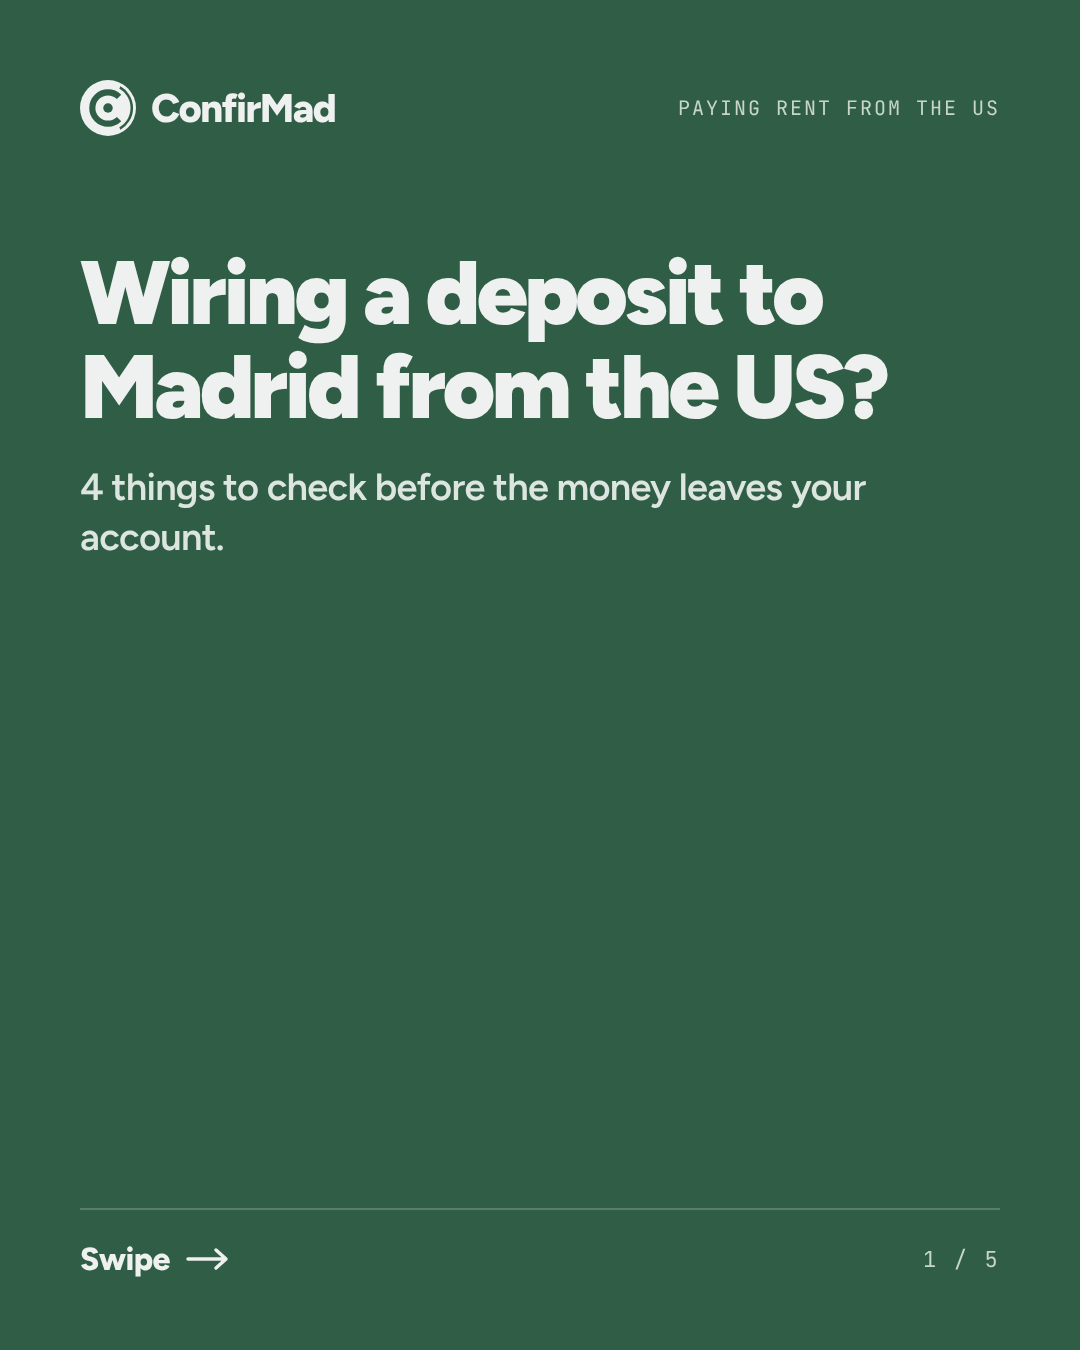 ConfirMad
PAYING RENT FROM THE US
Wiring a deposit to
Madrid from the US?
4 things to check before the money leaves your
account.
Swipe
1 / 5